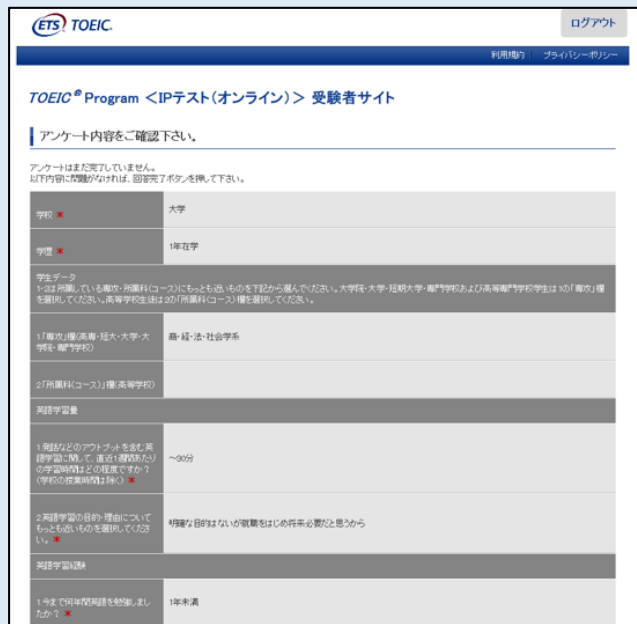 ETS TOEIC.
ログアウト
利用規約
プライバシーポリシー
TOEIC® Program ＜IPテスト(オンライン)＞ 受験者サイト
アンケート内容をご確認下さい。
アンケートはまだ完了していません。
以下内容に問題がなければ、回答完了ボタンを押して下さい。
学校 *
大学
学歴 *
1年在学
学生データ
1・2は所属している専攻・所属科(コース)にもっとも近いものを下記から選んでください。大学院・大学・短期大学・専門学校および高等専門学校学生は1の「専攻」欄
を選択してください。高等学校生徒は2の「所属科(コース)」欄を選択してください。
1「専攻」欄(高専・短大・大学・大
学院・専門学校)
商・経・法・社会学系
2「所属科(コース)」欄(高等学校)
英語学習量
1.発話などのアウトプットを含む英
語学習に関して、直近1週間あたり
の学習時間はどの程度ですか？
(学校の授業時間は除く) *
～30分
2.英語学習の目的・理由について
もっとも近いものを選択してくださ
い。 *
明確な目的はないが就職をはじめ将来必要だと思うから
英語学習経験
1.今まで何年間英語を勉強しまし
たか？ *
1年未満